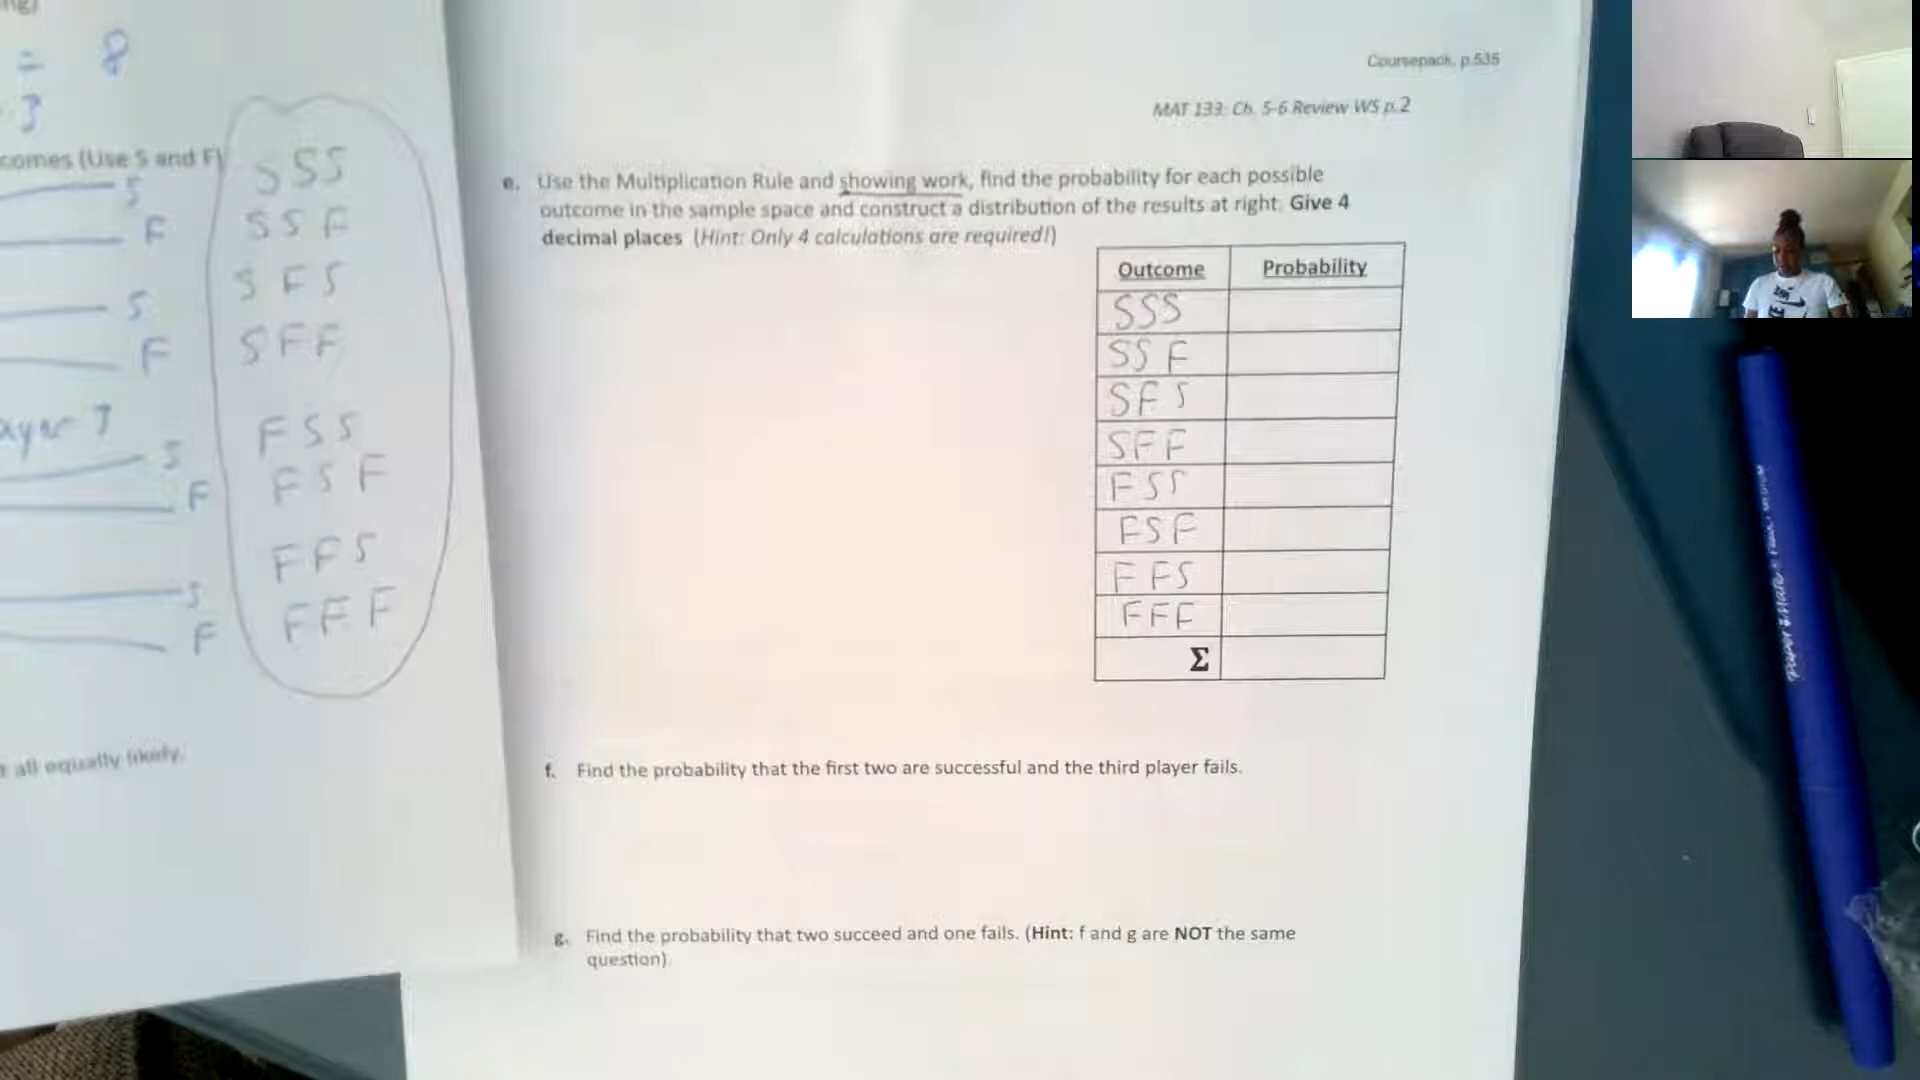 = 8
3
comes (Use S and F)
S
F
S
F
ayer 3
S
F
S
F
SSS
SSF
SFS
SFF
FSS
FSF
FFS
FFF
all equally likely.
Coursepack, p.535
MAT 133: Ch. 5-6 Review WS p.2
e. Use the Multiplication Rule and showing work, find the probability for each possible
outcome in the sample space and construct a distribution of the results at right. Give 4
decimal places (Hint: Only 4 calculations are required!)
Outcome Probability
SSS
SSF
SFS
SFF
FSS
FSF
FFS
FFF
Σ
f. Find the probability that the first two are successful and the third player fails.
g. Find the probability that two succeed and one fails. (Hint: f and g are NOT the same
question).